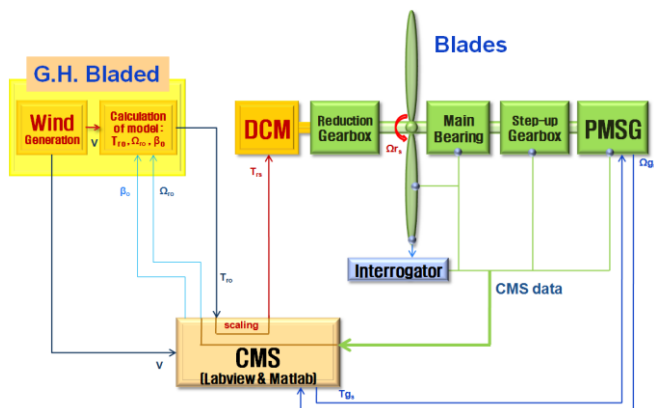 Blades
G.H. Bladed
Wind
Generation
V
Calculation
of model :
Tro, Ωro, βo
DCM
Reduction
Gearbox
Ωrs
Main
Bearing
Step-up
Gearbox
PMSG
Ωgs
βo
Ωro
Trs
Tro
Interrogator
CMS data
scaling
CMS
(Labview & Matlab)
V
Tgs